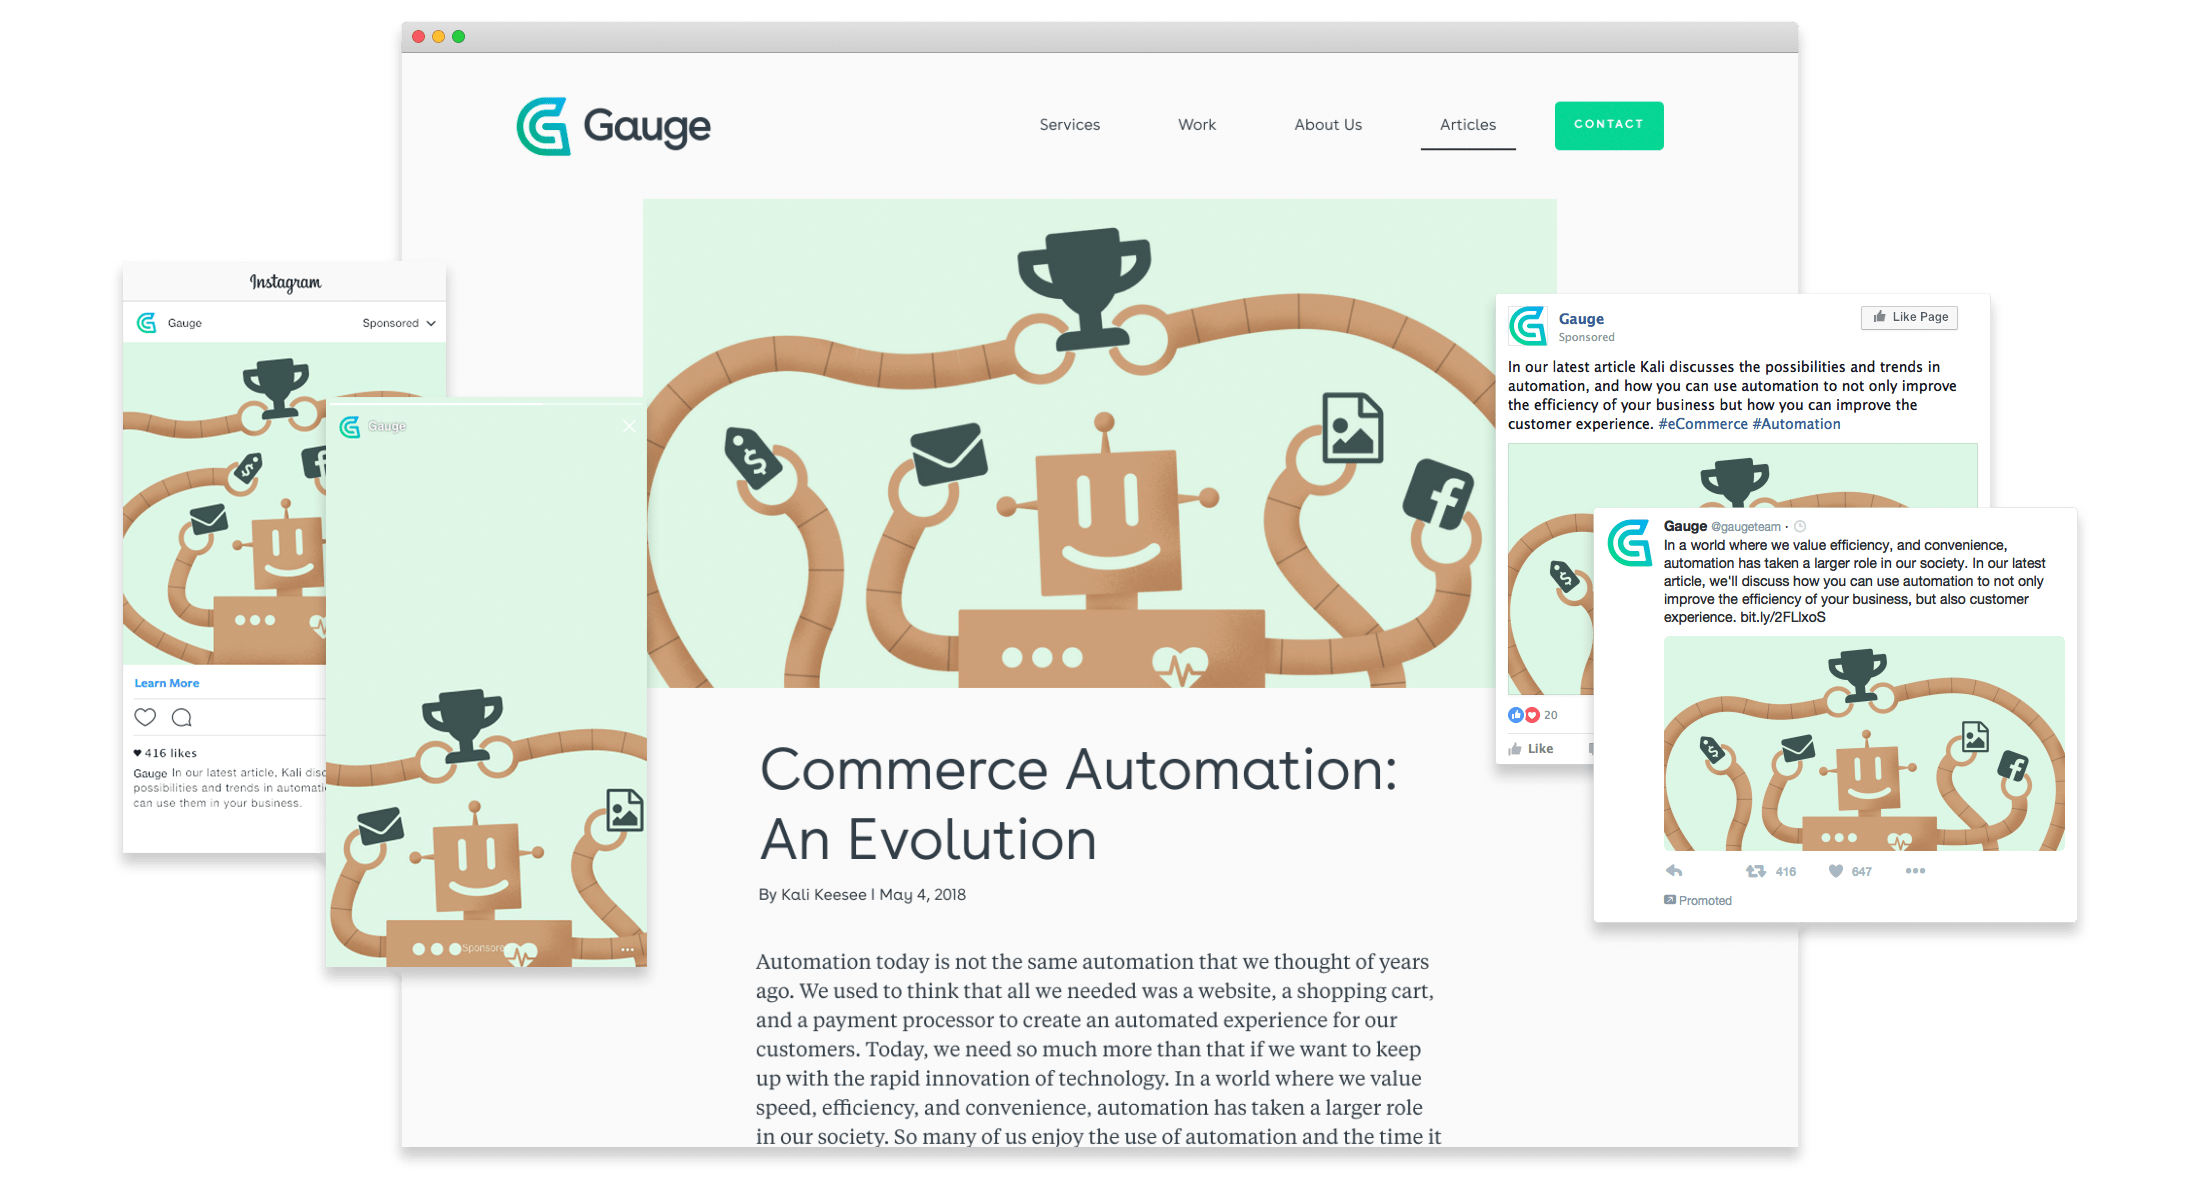 Gauge
Services
Work
About Us
Articles
CONTACT
Instagram
Gauge
Sponsored
Learn More
416 likes
Gauge In our latest article, Kali disc
possibilities and trends in automati
can use them in your business.
Gauge
Sponsored
Commerce Automation:
An Evolution
By Kali Keesee | May 4, 2018
Automation today is not the same automation that we thought of years
ago. We used to think that all we needed was a website, a shopping cart,
and a payment processor to create an automated experience for our
customers. Today, we need so much more than that if we want to keep
up with the rapid innovation of technology. In a world where we value
speed, efficiency, and convenience, automation has taken a larger role
in our society. So many of us enjoy the use of automation and the time it
Gauge
Sponsored
Like Page
In our latest article Kali discusses the possibilities and trends in
automation, and how you can use automation to not only improve
the efficiency of your business but how you can improve the
customer experience. #eCommerce #Automation
20
Like
Gauge @gaugeteam ·
In a world where we value efficiency, and convenience,
automation has taken a larger role in our society. In our latest
article, we'll discuss how you can use automation to not only
improve the efficiency of your business, but also customer
experience. bit.ly/2FLlxoS
416
647
Promoted